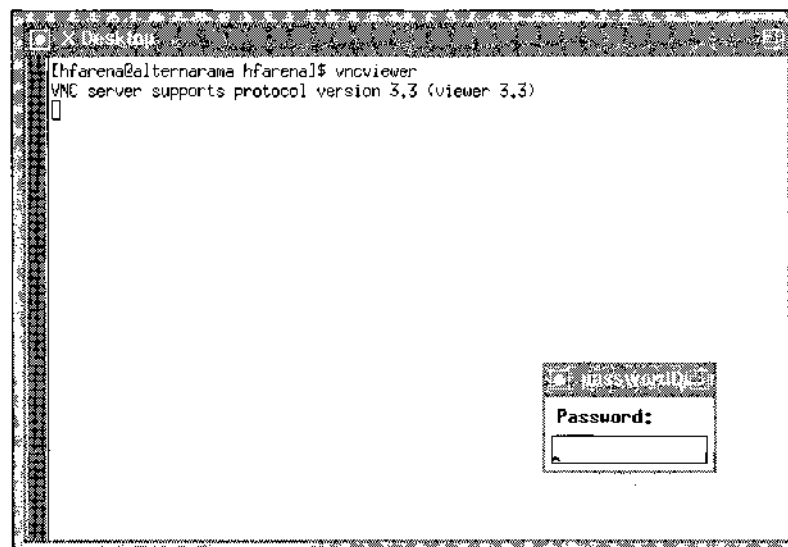 X Desktop
[hfarena@alternarama hfarena]$ vncviewer
VNC server supports protocol version 3.3 (viewer 3.3)
Password: